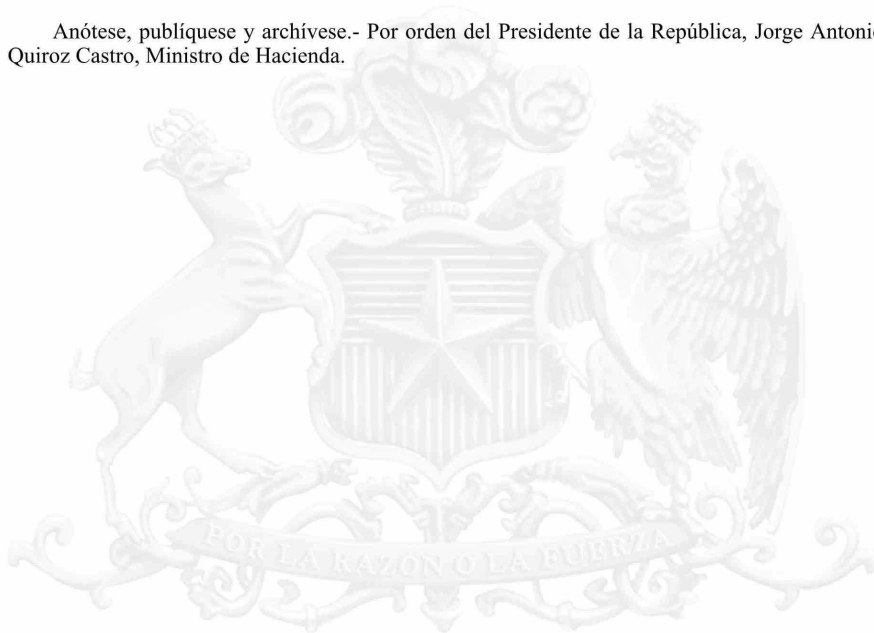 Anótese, publíquese y archívese.- Por orden del Presidente de la República, Jorge Antonio
Quiroz Castro, Ministro de Hacienda.
POR LA RAZÓN O LA FUERZA